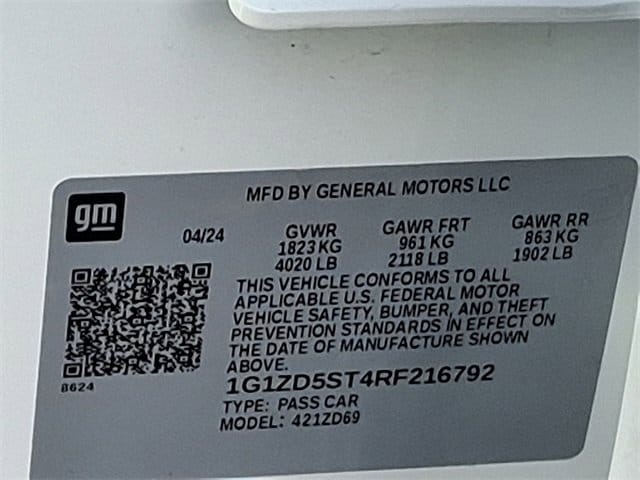 MFD BY GENERAL MOTORS LLC
gm
04/24
GVWR
1823 KG
4020 LB
GAWR FRT
961 KG
2118 LB
GAWR RR
863 KG
1902 LB
THIS VEHICLE CONFORMS TO ALL
APPLICABLE U.S. FEDERAL MOTOR
VEHICLE SAFETY, BUMPER, AND THEFT
PREVENTION STANDARDS IN EFFECT ON
THE DATE OF MANUFACTURE SHOWN
ABOVE.
8624
1G1ZD5ST4RF216792
TYPE: PASS CAR
MODEL: 421ZD69